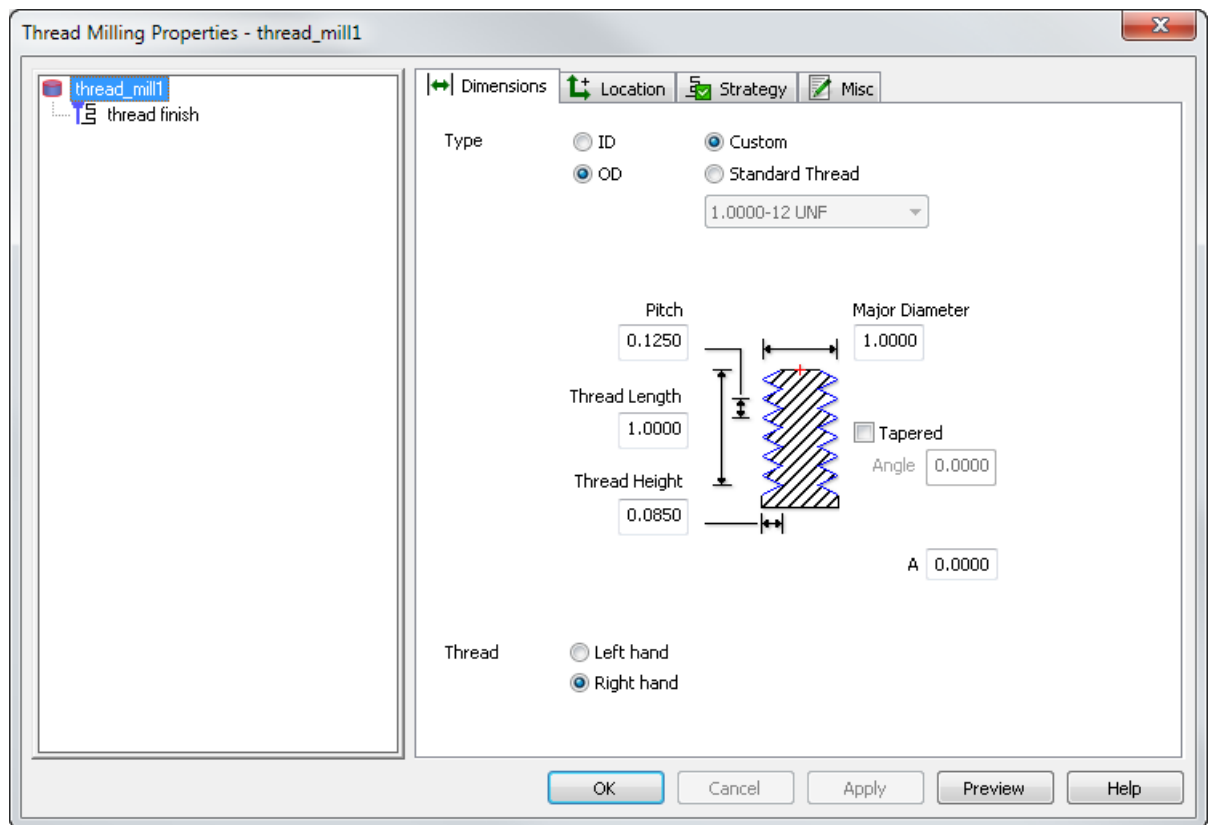 Thread Milling Properties - thread_mill1
thread_mill1
thread finish
Dimensions Location Strategy Misc
Type ID Custom
OD Standard Thread
1.0000-12 UNF
Pitch Major Diameter
0.1250 1.0000
Thread Length
1.0000
Tapered
Angle 0.0000
Thread Height
0.0850
A 0.0000
Thread Left hand
Right hand
OK Cancel Apply Preview Help